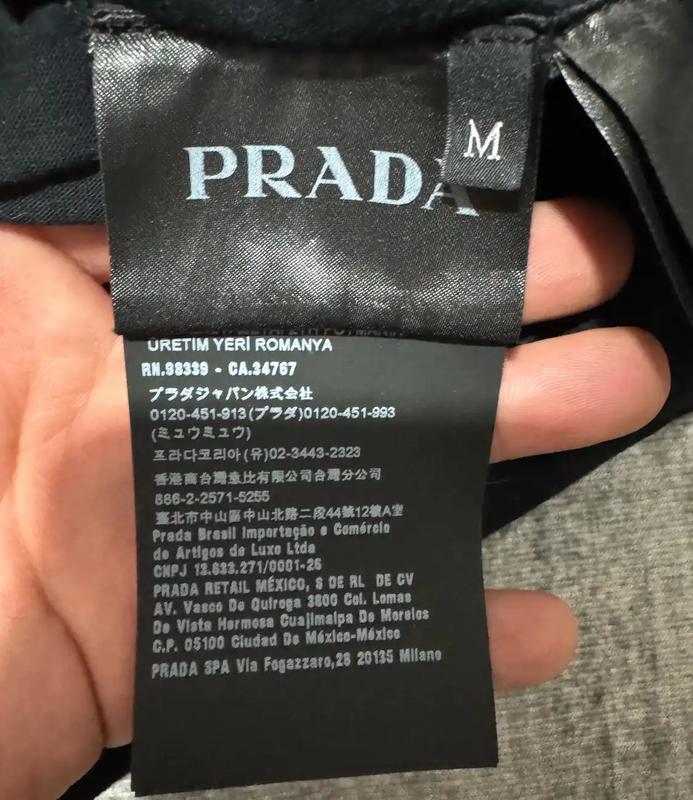 PRADA
M
ÜRETİM YERİ ROMANYA
RN.98339 - CA.34767
プラダジャパン株式会社
0120-451-913(プラダ)0120-451-993
(ミュウミュウ)
프라다코리아(유)02-3443-2323
香港商台灣壹比有限公司台灣分公司
886-2-2571-5255
臺北市中山區中山北路二段44號12樓A室
Prada Brasil Importação e Comércio
de Artigos de Luxo Ltda
CNPJ 13.633.271/0001-26
PRADA RETAIL MÉXICO, S DE RL DE CV
AV. Vasco De Quiroga 3800 Col. Lomas
De Vista Hermosa Cuajimalpa De Morelos
C.P. 05100 Ciudad De México-México
PRADA SPA Via Fogazzaro,28 20135 Milano